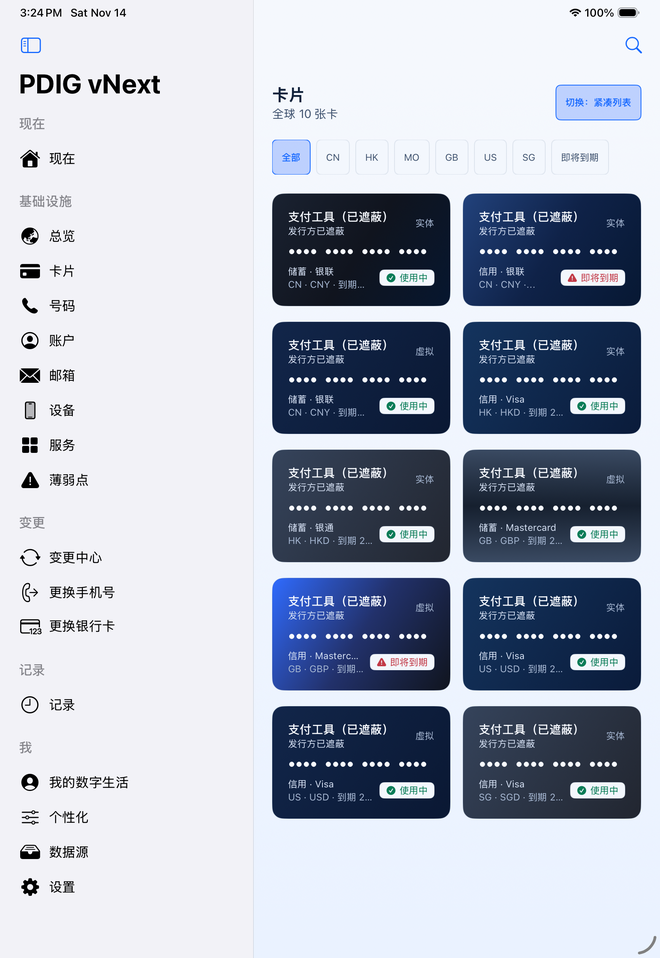 3:24 PM Sat Nov 14
100%
PDIG vNext
现在
现在
基础设施
总览
卡片
号码
账户
邮箱
设备
服务
薄弱点
变更
变更中心
更换手机号
123
更换银行卡
记录
记录
我
我的数字生活
个性化
数据源
设置
卡片
全球 10 张卡
切换：紧凑列表
全部 CN HK MO GB US SG 即将到期
支付工具（已遮蔽）
实体
发行方已遮蔽
•••• •••• •••• ••••
储蓄 · 银联
CN · CNY · 到期...
使用中
支付工具（已遮蔽）
实体
发行方已遮蔽
•••• •••• •••• ••••
信用 · 银联
CN · CNY ·...
即将到期
支付工具（已遮蔽）
虚拟
发行方已遮蔽
•••• •••• •••• ••••
储蓄 · 银联
CN · CNY · 到期...
使用中
支付工具（已遮蔽）
实体
发行方已遮蔽
•••• •••• •••• ••••
信用 · Visa
HK · HKD · 到期 2...
使用中
支付工具（已遮蔽）
实体
发行方已遮蔽
•••• •••• •••• ••••
储蓄 · 银通
HK · HKD · 到期 2...
使用中
支付工具（已遮蔽）
虚拟
发行方已遮蔽
•••• •••• •••• ••••
储蓄 · Mastercard
GB · GBP · 到期 2...
使用中
支付工具（已遮蔽）
虚拟
发行方已遮蔽
•••• •••• •••• ••••
信用 · Masterc...
GB · GBP · 到期...
即将到期
支付工具（已遮蔽）
实体
发行方已遮蔽
•••• •••• •••• ••••
信用 · Visa
US · USD · 到期 2...
使用中
支付工具（已遮蔽）
虚拟
发行方已遮蔽
•••• •••• •••• ••••
储蓄 · Visa
US · USD · 到期 2...
使用中
支付工具（已遮蔽）
实体
发行方已遮蔽
•••• •••• •••• ••••
信用 · Visa
SG · SGD · 到期 2...
使用中